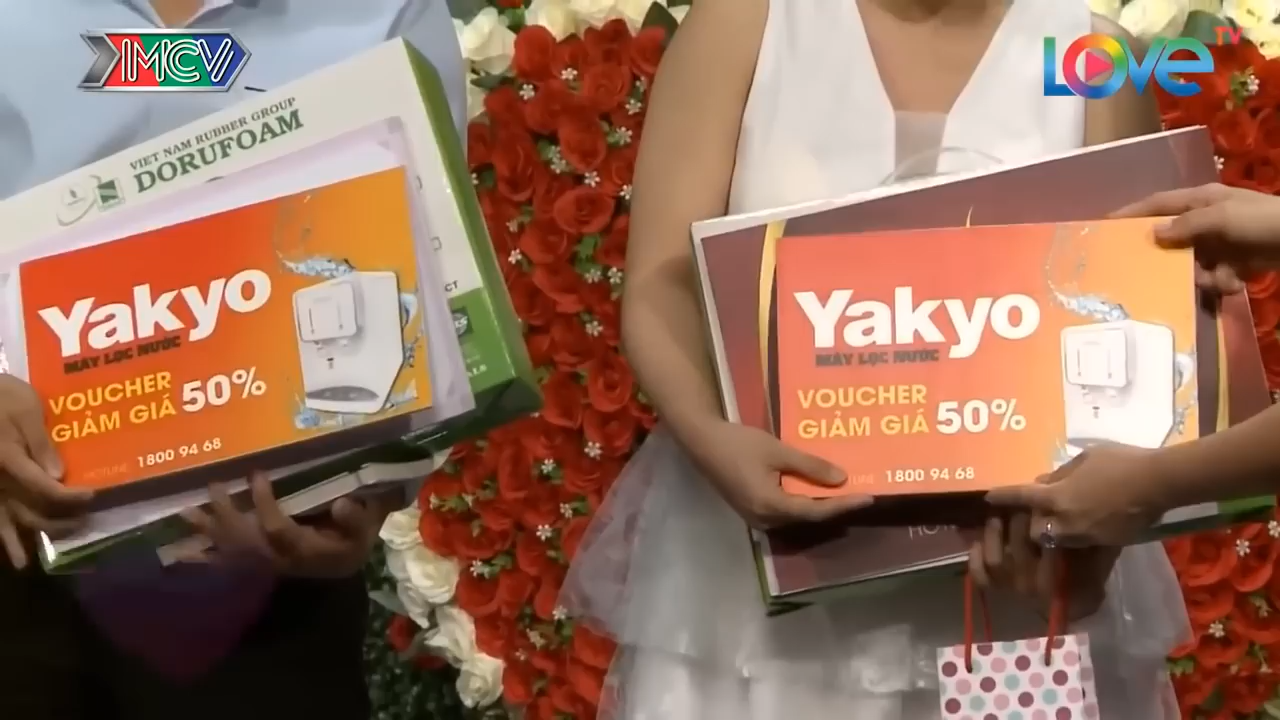 MCV
LOVE TV
VIET NAM RUBBER GROUP
DORUFOAM
Yakyo
MÁY LỌC NƯỚC
VOUCHER
GIẢM GIÁ 50%
HOTLINE 1800 94 68
Yakyo
MÁY LỌC NƯỚC
VOUCHER
GIẢM GIÁ 50%
1800 94 68